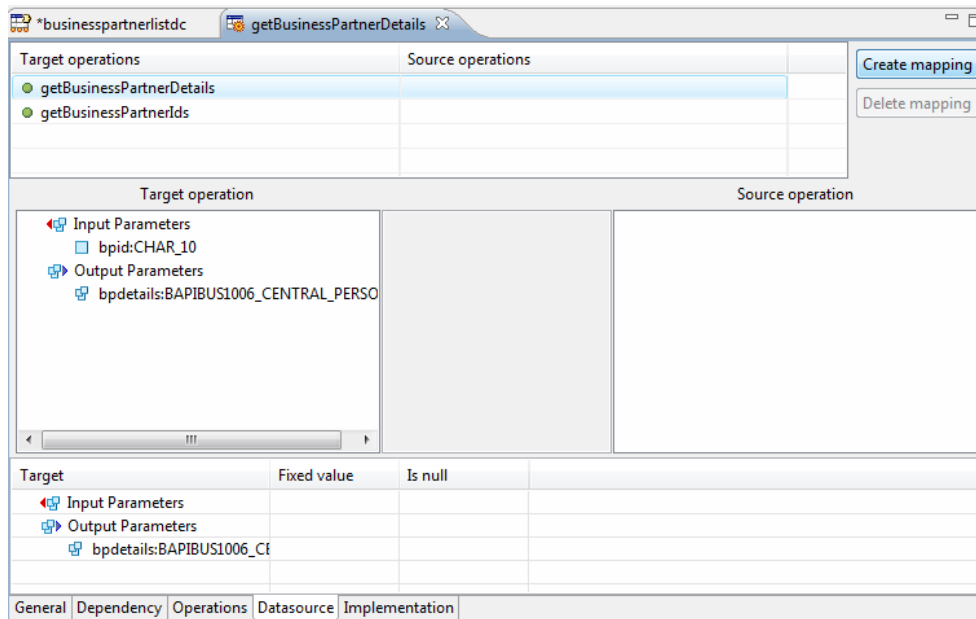 *businesspartnerlistdc getBusinessPartnerDetails
Target operations Source operations
Create mapping
getBusinessPartnerDetails
getBusinessPartnerIds
Delete mapping
Target operation Source operation
Input Parameters
bpid:CHAR_10
Output Parameters
bpdetails:BAPIBUS1006_CENTRAL_PERSO
Target Fixed value Is null
Input Parameters
Output Parameters
bpdetails:BAPIBUS1006_CE
General Dependency Operations Datasource Implementation